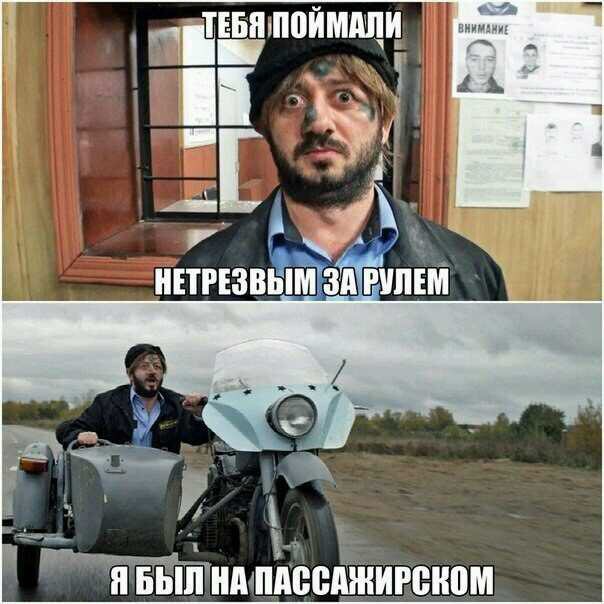 ТЕБЯ ПОЙМАЛИ
ВНИМАНИЕ
НЕТРЕЗВЫМ ЗА РУЛЕМ
Я БЫЛ НА ПАССАЖИРСКОМ